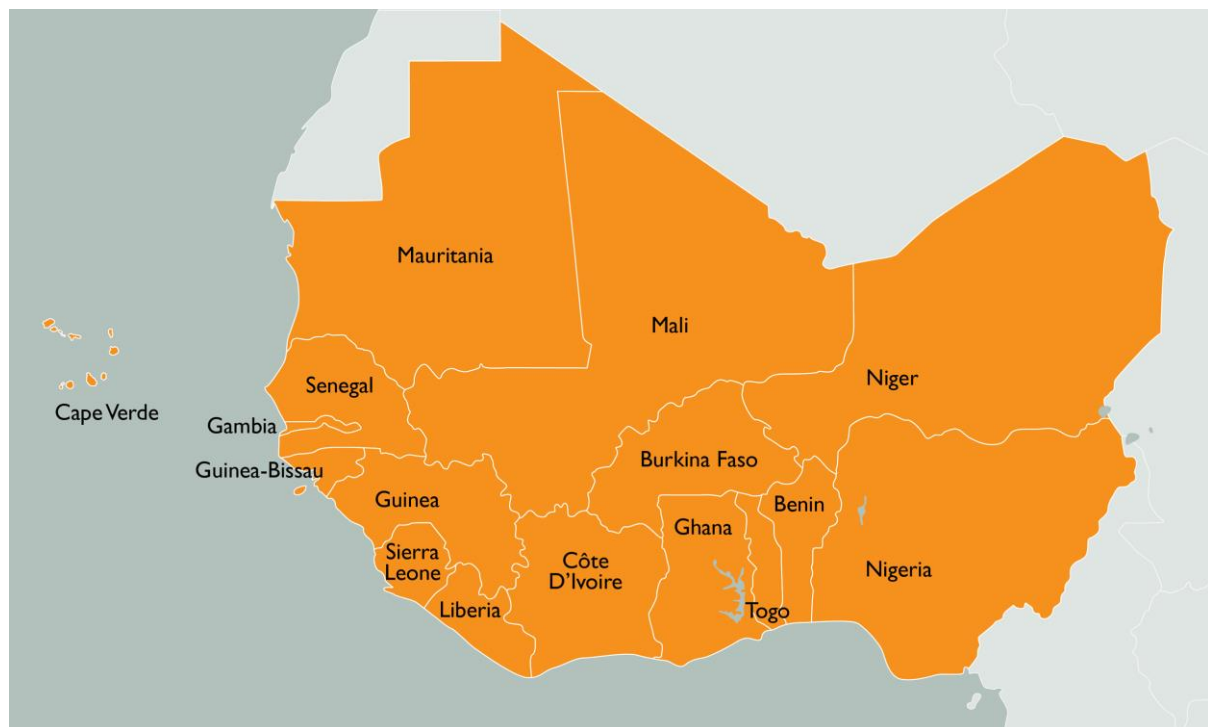 Mauritania
Mali
Niger
Senegal
Cape Verde
Gambia
Guinea-Bissau
Burkina Faso
Guinea
Benin
Ghana
Sierra
Leone
Côte
D'Ivoire
Nigeria
Liberia
Togo